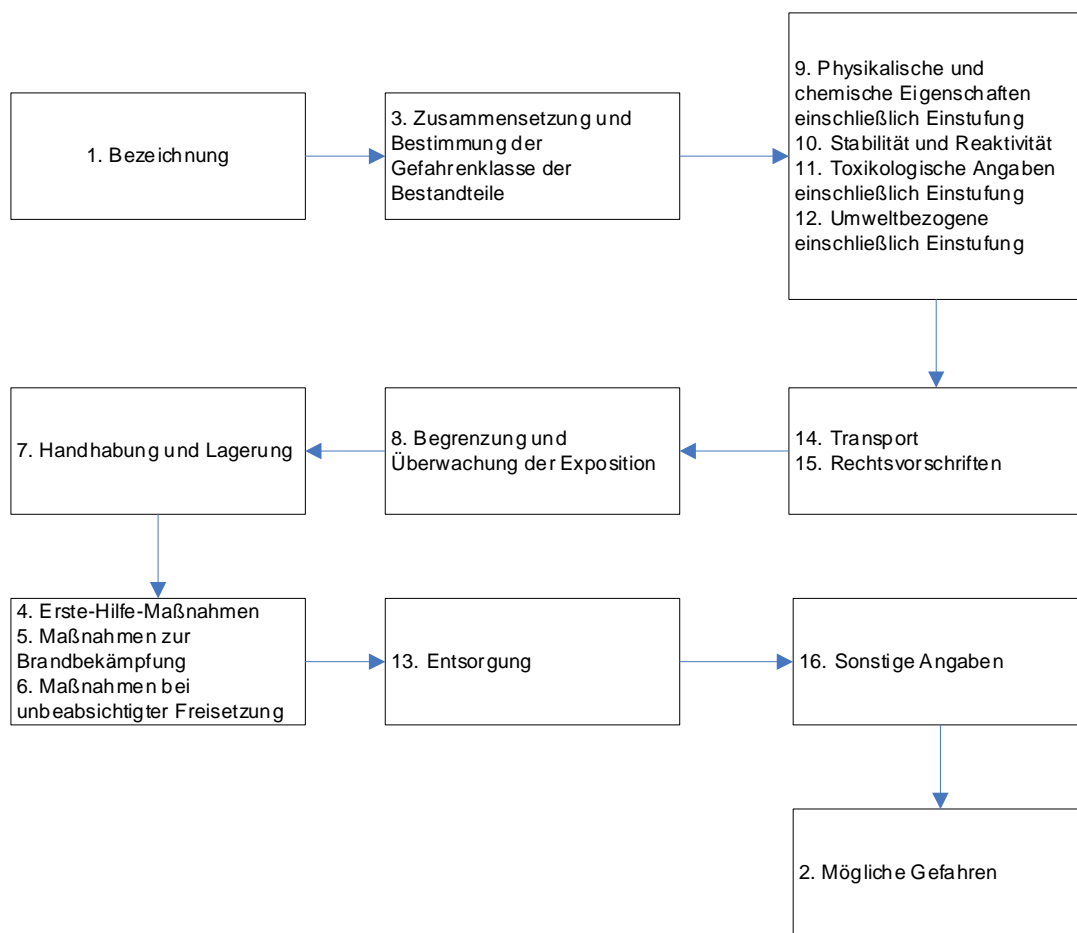 1. Bezeichnung
3. Zusammensetzung und
Bestimmung der
Gefahrenklasse der
Bestandteile
9. Physikalische und
chemische Eigenschaften
einschließlich Einstufung
10. Stabilität und Reaktivität
11. Toxikologische Angaben
einschließlich Einstufung
12. Umweltbezogene
einschließlich Einstufung
14. Transport
15. Rechtsvorschriften
8. Begrenzung und
Überwachung der Exposition
7. Handhabung und Lagerung
4. Erste-Hilfe-Maßnahmen
5. Maßnahmen zur
Brandbekämpfung
6. Maßnahmen bei
unbeabsichtigter Freisetzung
13. Entsorgung
16. Sonstige Angaben
2. Mögliche Gefahren